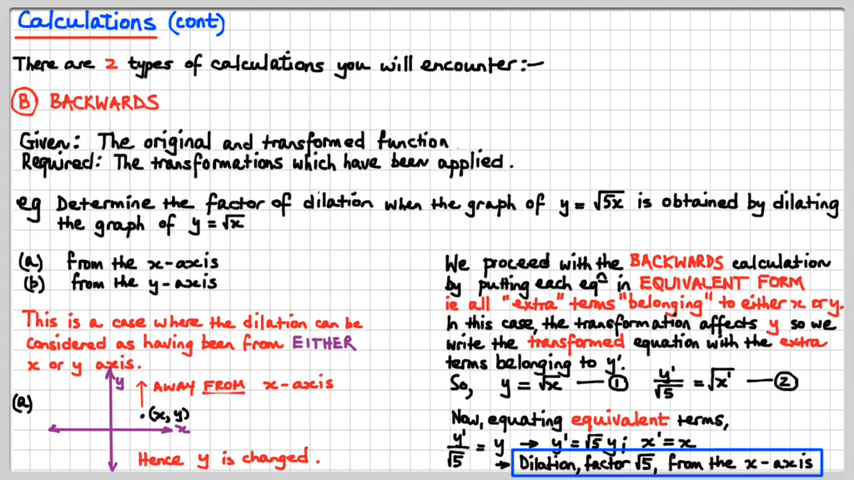 Calculations (cont)
There are 2 types of calculations you will encounter:-
(B) BACKWARDS
Given: The original and transformed function
Required: The transformations which have been applied.
eg Determine the factor of dilation when the graph of y = √5x is obtained by dilating
the graph of y = √x
(a) from the x-axis
(b) from the y-axis
This is a case where the dilation can be
considered as having been from EITHER
x or y axis.
(a)
y
↑ AWAY FROM x-axis
(x, y)
x
Hence y is changed.
We proceed with the BACKWARDS calculation
by putting each eqⁿ in EQUIVALENT FORM
ie all "extra" terms "belonging" to either x or y.
In this case, the transformation affects y so we
write the transformed equation with the extra
terms belonging to y'.
So, y = √x —① y'/√5 = √x' —②
Now, equating equivalent terms,
y'/√5 = y → y' = √5 y; x' = x
→ Dilation, factor √5, from the x-axis